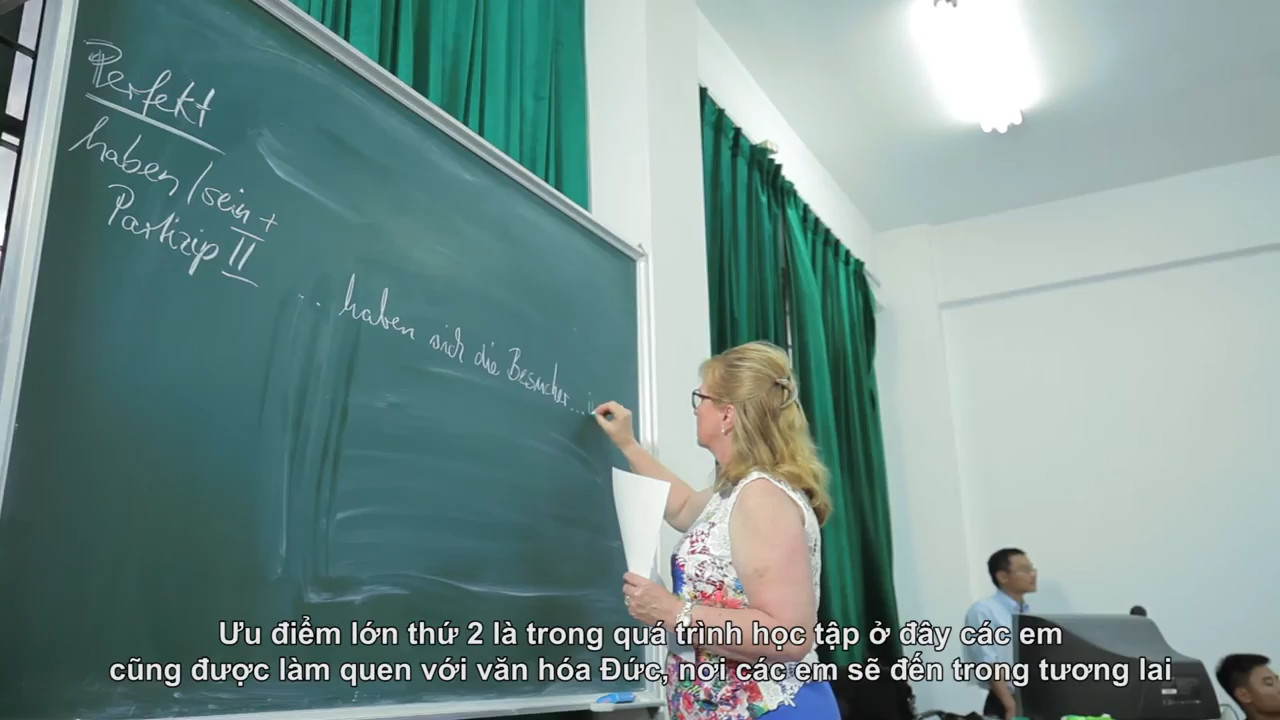 Perfekt
haben/sein +
Partizip II
... haben sich die Besucher...
Ưu điểm lớn thứ 2 là trong quá trình học tập ở đây các em
cũng được làm quen với văn hóa Đức, nơi các em sẽ đến trong tương lai